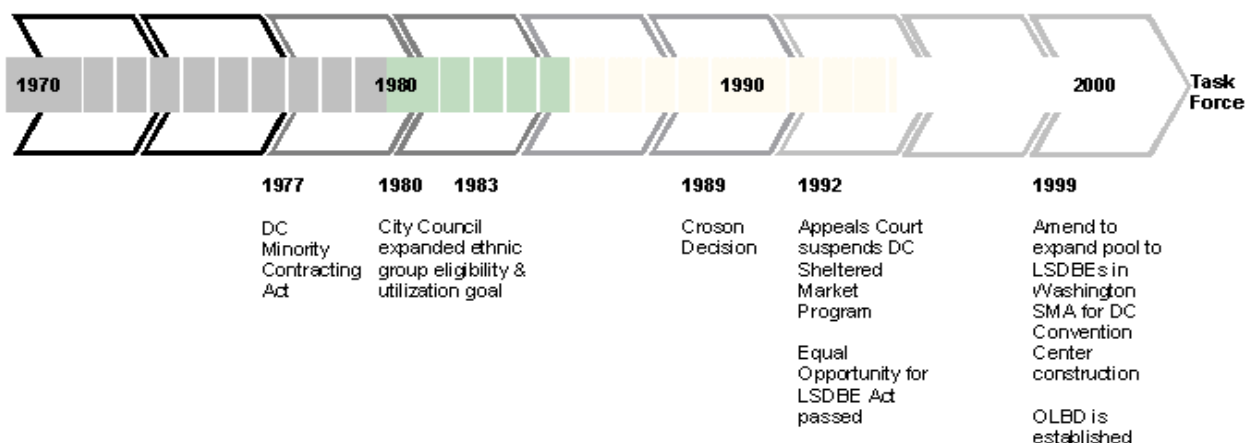 1970
1980
1990
2000
Task
Force
1977
DC
Minority
Contracting
Act
1980 1983
City Council
expanded ethnic
group eligibility &
utilization goal
1989
Croson
Decision
1992
Appeals Court
suspends DC
Sheltered
Market
Program
Equal
Opportunity for
LSDBE Act
passed
1999
Amend to
expand pool to
LSDBEs in
Washington
SMA for DC
Convention
Center
construction
OLBD is
established